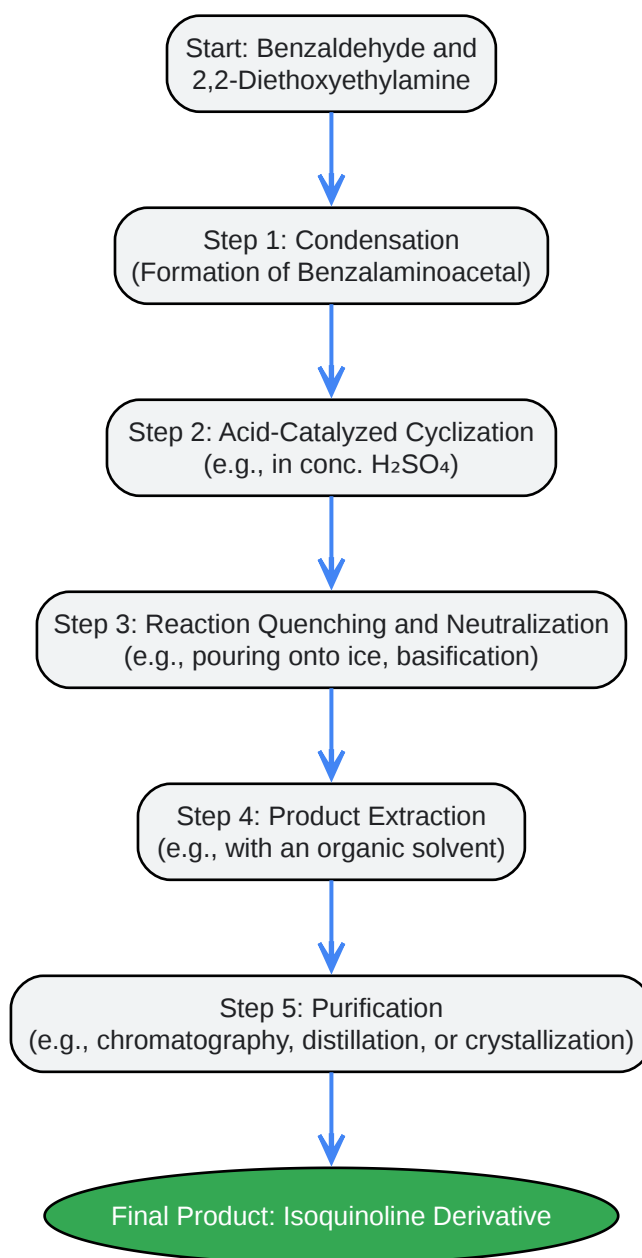 Start: Benzaldehyde and
2,2-Diethoxyethylamine
Step 1: Condensation
(Formation of Benzalaminoacetal)
Step 2: Acid-Catalyzed Cyclization
(e.g., in conc. H₂SO₄)
Step 3: Reaction Quenching and Neutralization
(e.g., pouring onto ice, basification)
Step 4: Product Extraction
(e.g., with an organic solvent)
Step 5: Purification
(e.g., chromatography, distillation, or crystallization)
Final Product: Isoquinoline Derivative